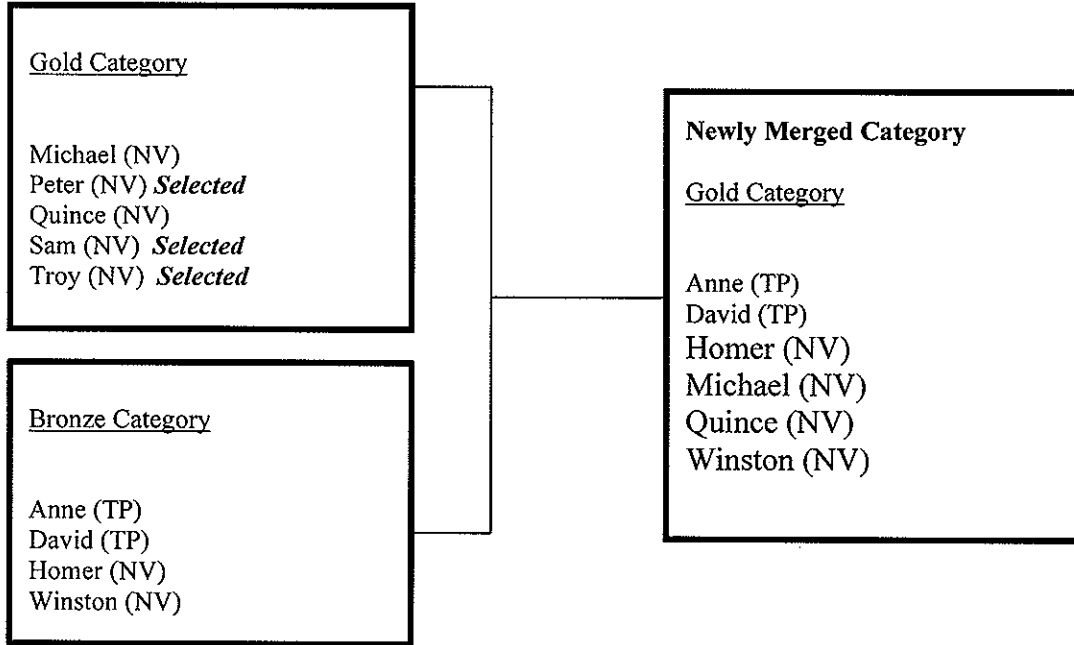 Gold Category
Michael (NV)
Peter (NV) Selected
Quince (NV)
Sam (NV) Selected
Troy (NV) Selected
Bronze Category
Anne (TP)
David (TP)
Homer (NV)
Winston (NV)
Newly Merged Category
Gold Category
Anne (TP)
David (TP)
Homer (NV)
Michael (NV)
Quince (NV)
Winston (NV)